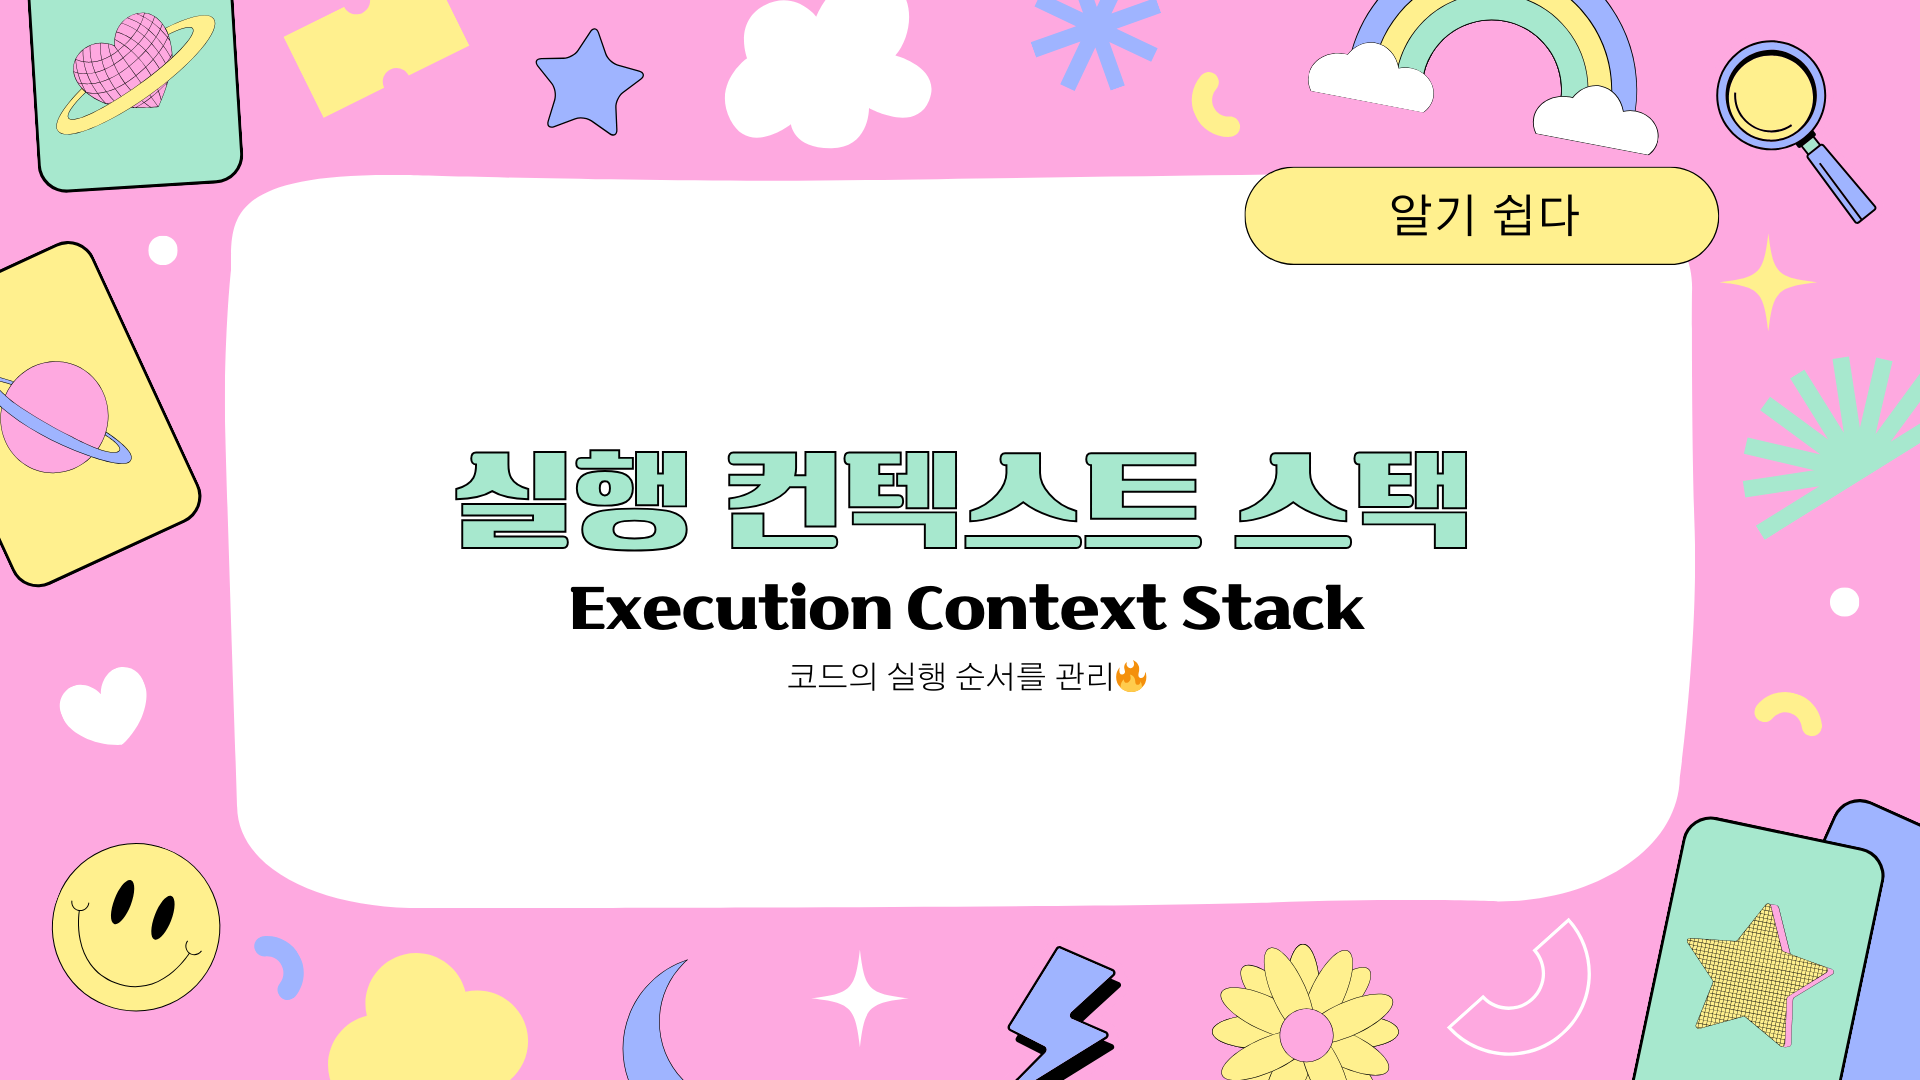 알기 쉽다
실행 컨텍스트 스택
Execution Context Stack
코드의 실행 순서를 관리🔥